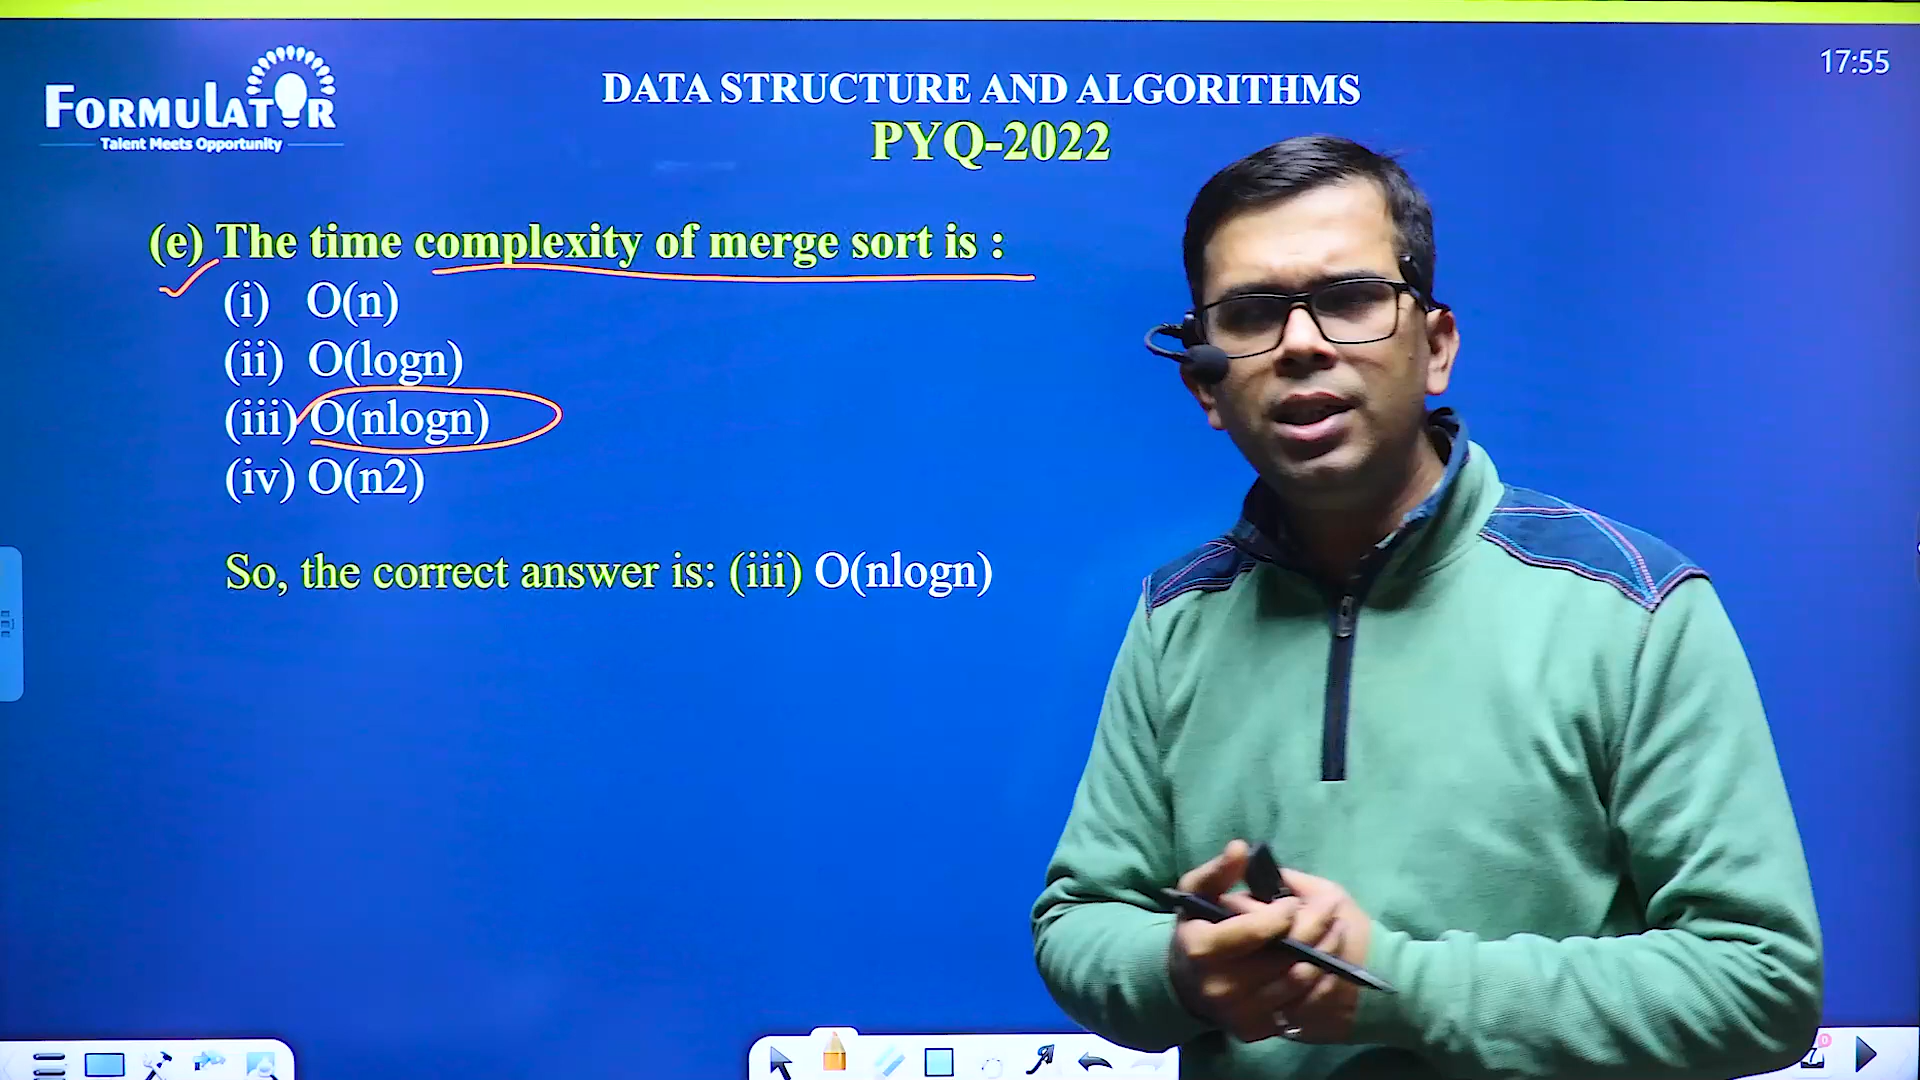 17:55
FORMULATOR
Talent Meets Opportunity
DATA STRUCTURE AND ALGORITHMS
PYQ-2022
(e) The time complexity of merge sort is :
(i) O(n)
(ii) O(logn)
(iii) O(nlogn)
(iv) O(n2)
So, the correct answer is: (iii) O(nlogn)